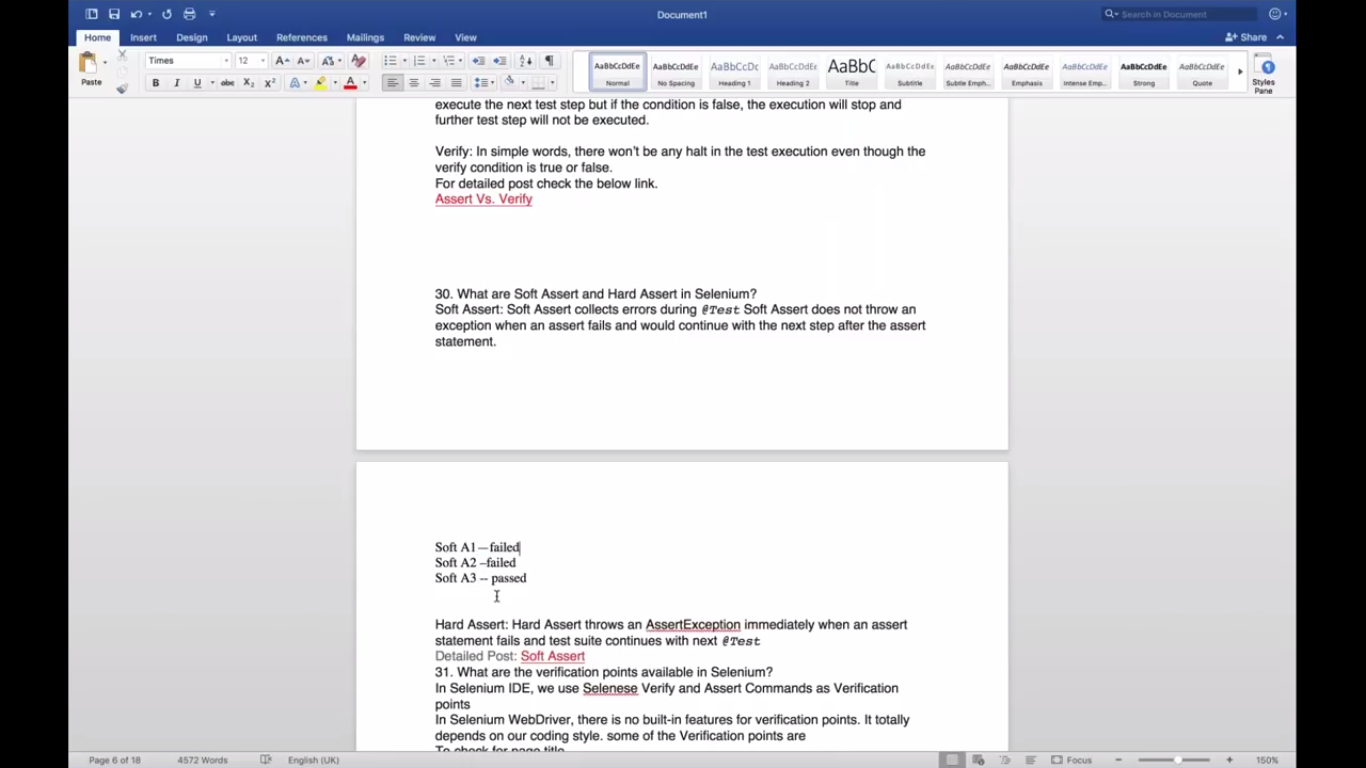 Document1
Search in Document
Home Insert Design Layout References Mailings Review View
Share
Paste
Times 12
AaBbCcDdEe AaBbCcDdEe AaBbCcDc AaBbCcDdEe AaBbC AaBbCcDdEe AaBbCcDdEe AaBbCcDdEe AaBbCcDdEe AaBbCcDdEe AaBbCcDdEe
Normal No Spacing Heading 1 Heading 2 Title Subtitle Subtle Emph... Emphasis Intense Emp... Strong Quote
Styles
Pane
B I U abc X2 X2 A A
execute the next test step but if the condition is false, the execution will stop and
further test step will not be executed.
Verify: In simple words, there won’t be any halt in the test execution even though the
verify condition is true or false.
For detailed post check the below link.
Assert Vs. Verify
30. What are Soft Assert and Hard Assert in Selenium?
Soft Assert: Soft Assert collects errors during @Test Soft Assert does not throw an
exception when an assert fails and would continue with the next step after the assert
statement.
Soft A1—failed
Soft A2 –failed
Soft A3 -- passed
Hard Assert: Hard Assert throws an AssertException immediately when an assert
statement fails and test suite continues with next @Test
Detailed Post: Soft Assert
31. What are the verification points available in Selenium?
In Selenium IDE, we use Selenese Verify and Assert Commands as Verification
points
In Selenium WebDriver, there is no built-in features for verification points. It totally
depends on our coding style. some of the Verification points are
To check for page title
Page 6 of 18 4572 Words English (UK) Focus 150%